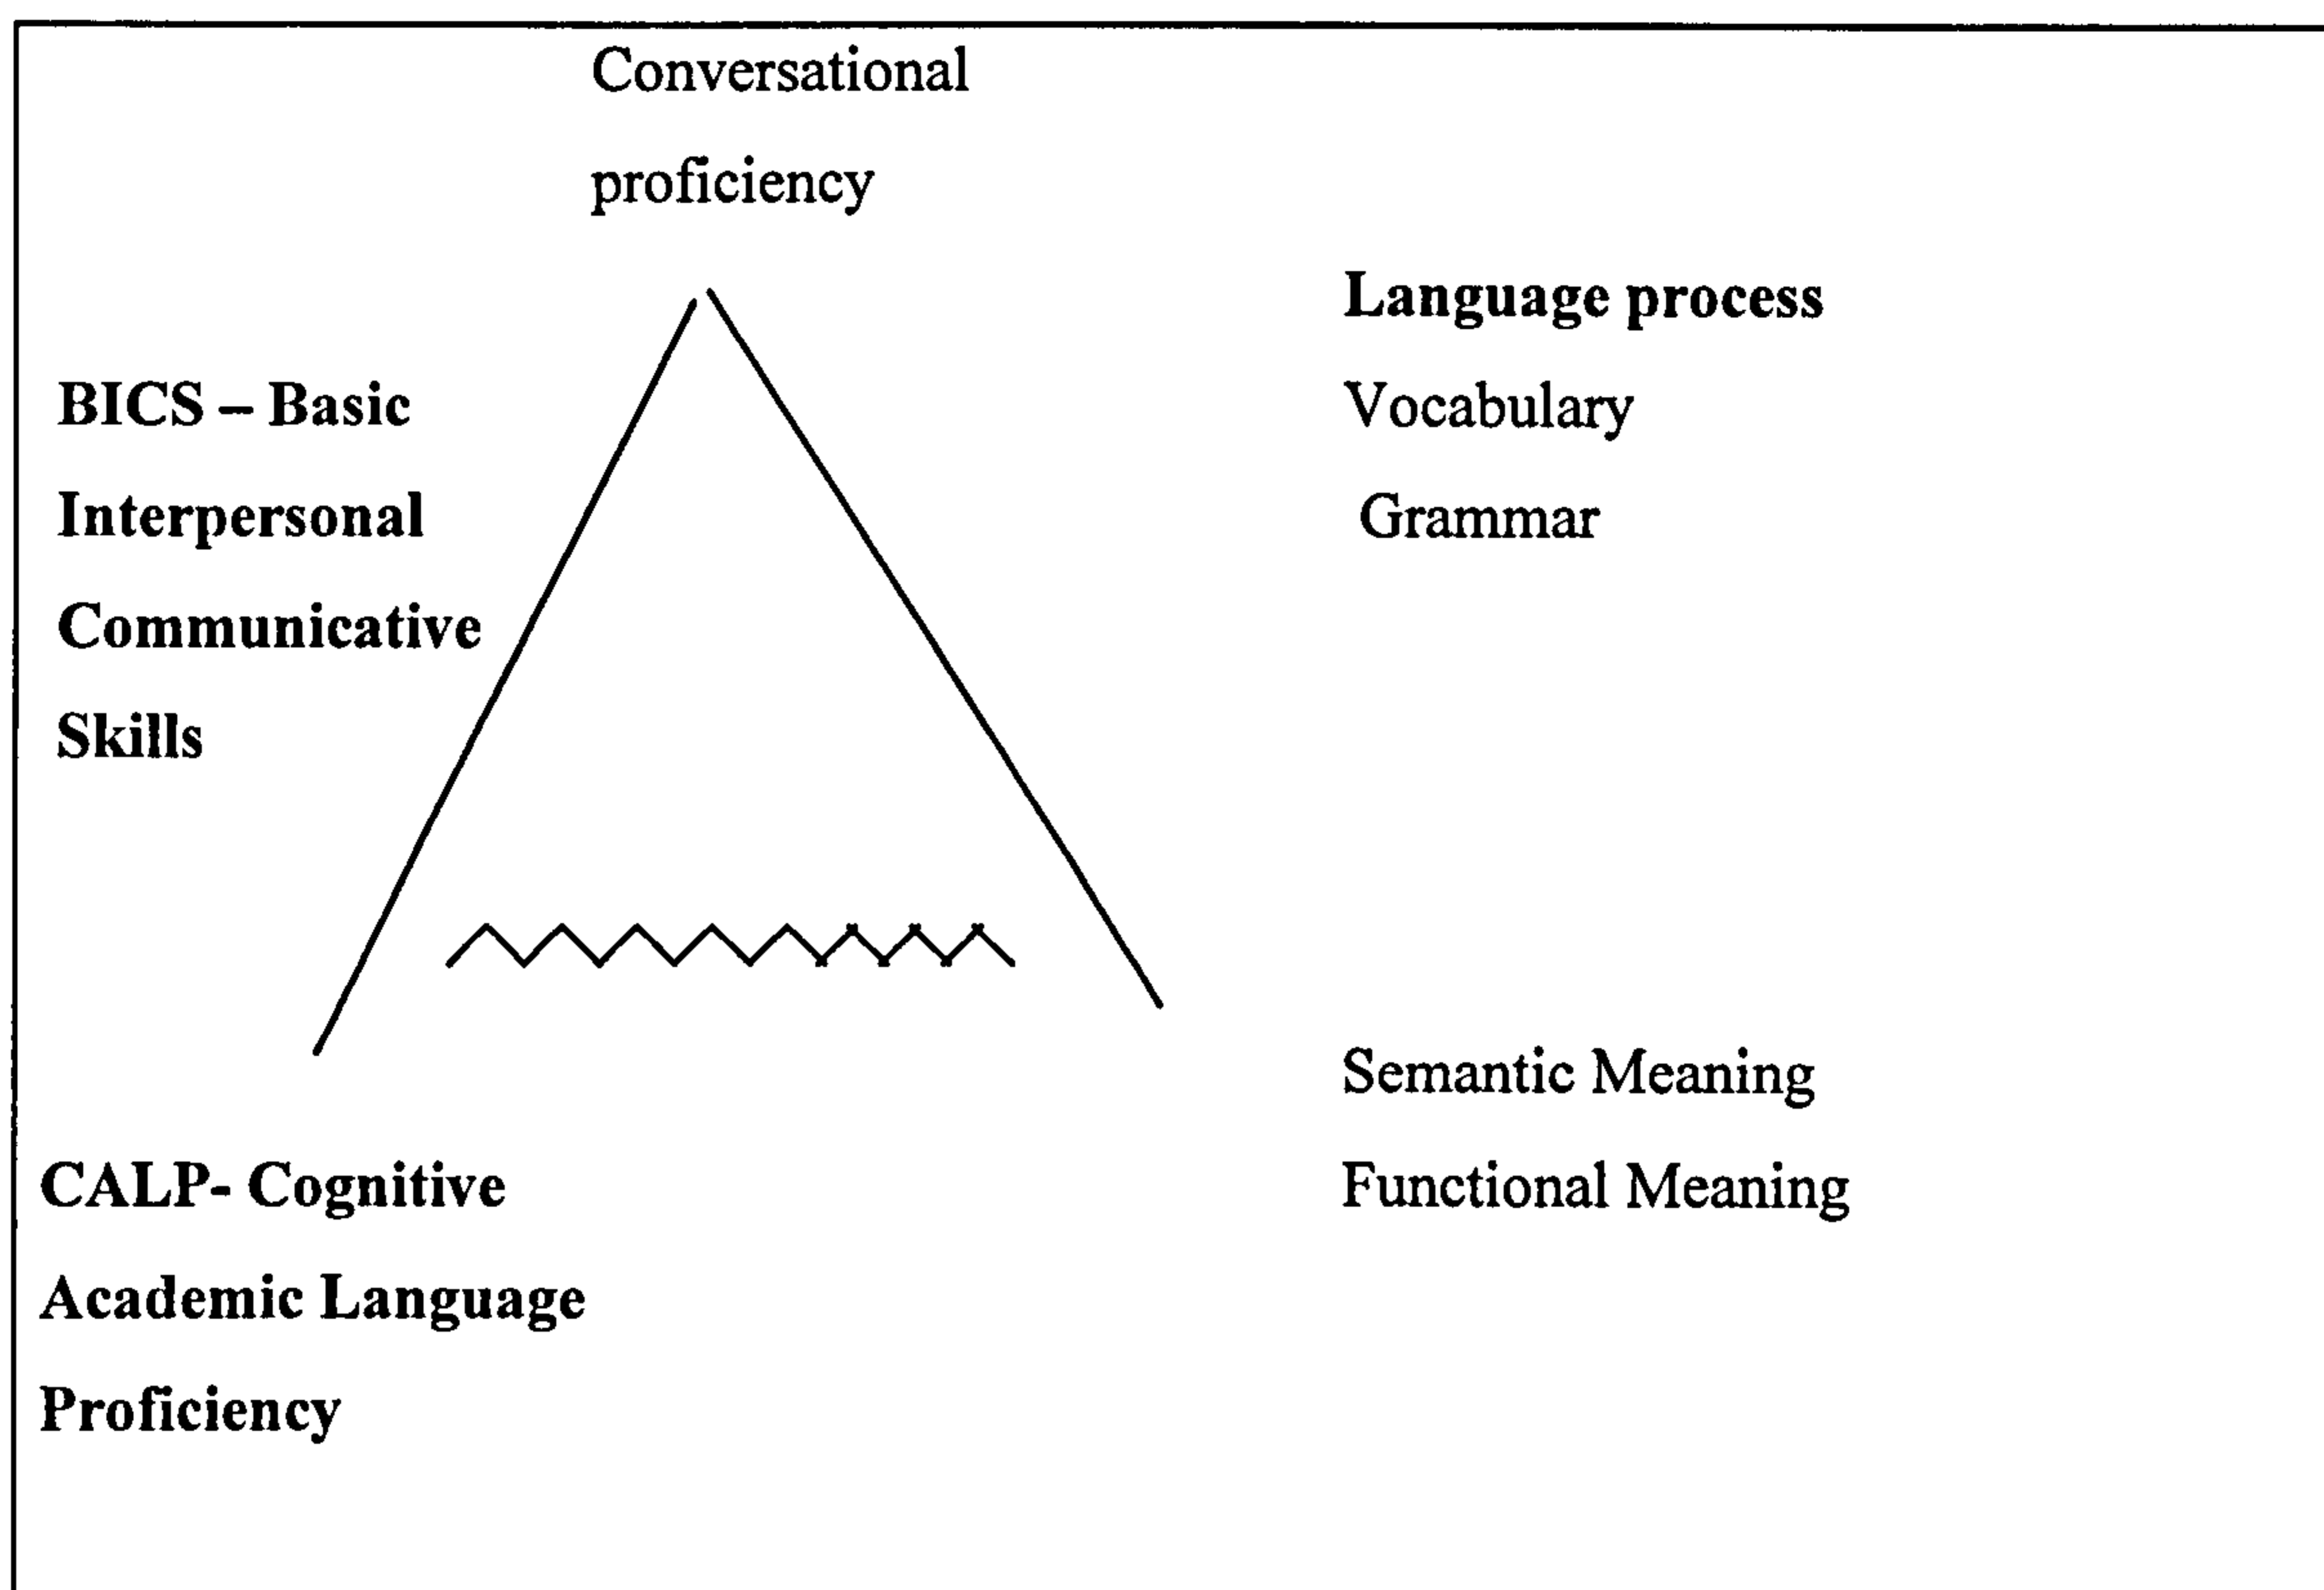 Conversational
proficiency
Language process
BICS – Basic
Vocabulary
Interpersonal
Grammar
Communicative
Skills
Semantic Meaning
CALP- Cognitive
Functional Meaning
Academic Language
Proficiency